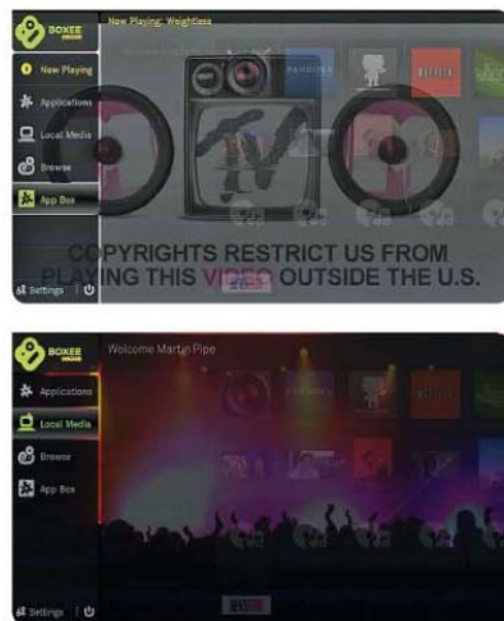 BOXEE
Now Playing: Weightless
Now Playing
Applications
Local Media
Browse
App Box
PANDORA
TV
COPYRIGHTS RESTRICT US FROM
PLAYING THIS VIDEO OUTSIDE THE U.S.
Settings
BOXEE
Welcome Martin Pipe
Applications
Local Media
Browse
App Box
Settings